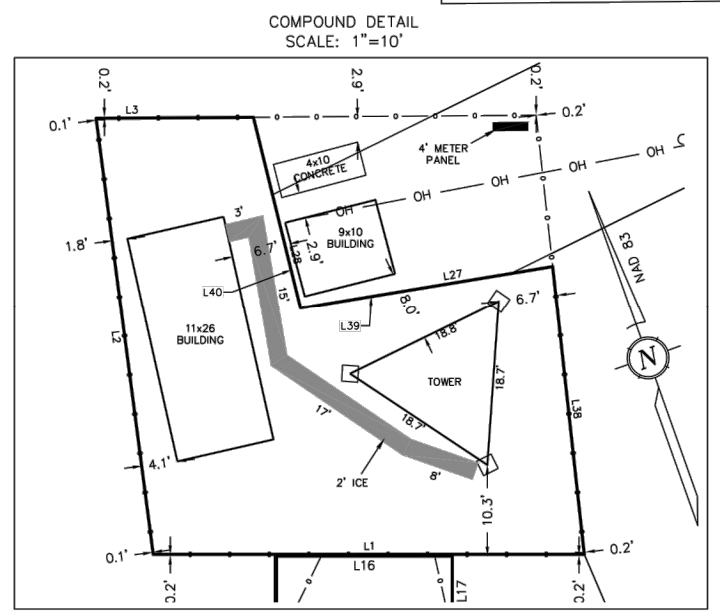 COMPOUND DETAIL
SCALE: 1"=10'
0.2'
2.9'
0.2'
0.1'
L3
0.2'
4' METER
PANEL
OH
OH
OH
OH
4x10
CONCRETE
3'
9x10
BUILDING
2.9'
L28
6.7'
1.8'
L40
15'
L27
NAD 83
8.0'
6.7'
L39
L2
11x26
BUILDING
18.8'
TOWER
18.7'
N
18.7'
17'
L38
4.1'
2' ICE
8'
10.3'
0.1'
L1
0.2'
0.2'
L16
L17
0.2'